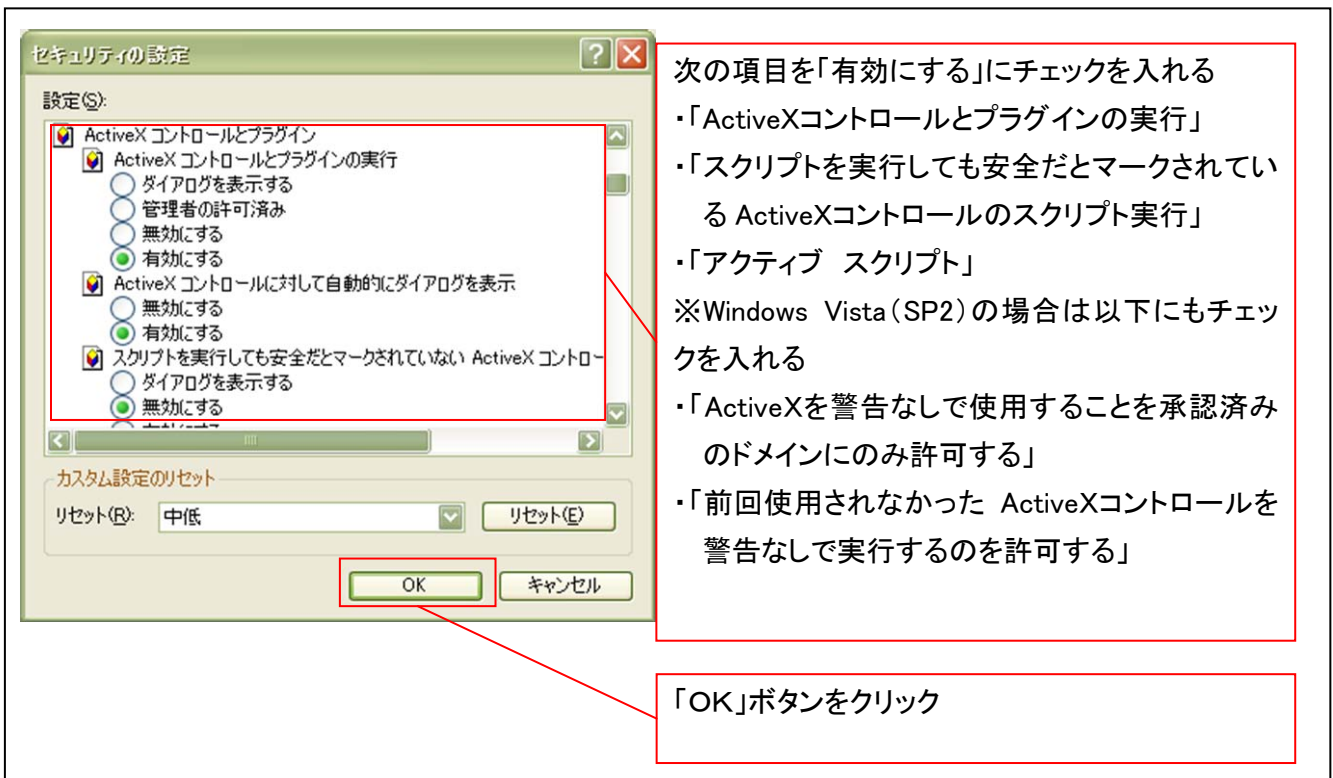 セキュリティの設定
設定(S):
ActiveX コントロールとプラグイン
ActiveX コントロールとプラグインの実行
ダイアログを表示する
管理者の許可済み
無効にする
有効にする
ActiveX コントロールに対して自動的にダイアログを表示
無効にする
有効にする
スクリプトを実行しても安全だとマークされていない ActiveX コントロー
ダイアログを表示する
無効にする
カスタム設定のリセット
リセット(R): 中低 リセット(E)
OK キャンセル
次の項目を「有効にする」にチェックを入れる
・「ActiveXコントロールとプラグインの実行」
・「スクリプトを実行しても安全だとマークされてい
る ActiveXコントロールのスクリプト実行」
・「アクティブ スクリプト」
※Windows Vista(SP2)の場合は以下にもチェッ
クを入れる
・「ActiveXを警告なしで使用することを承認済み
のドメインにのみ許可する」
・「前回使用されなかった ActiveXコントロールを
警告なしで実行するのを許可する」
「OK」ボタンをクリック